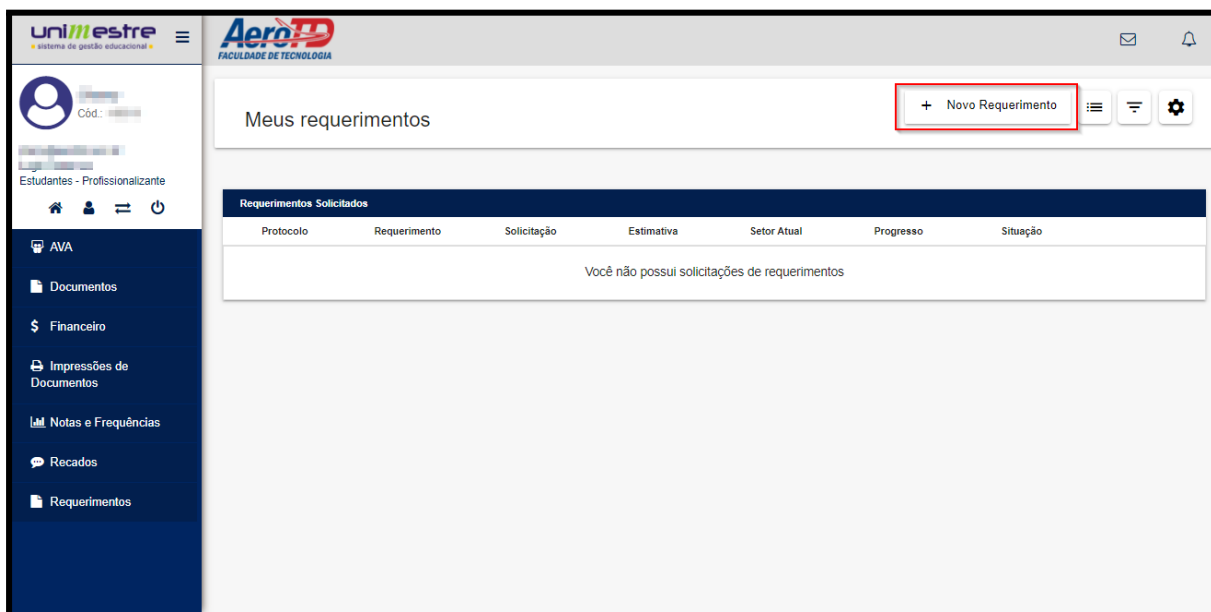 unimestre
sistema de gestão educacional
AeroTD
FACULDADE DE TECNOLOGIA
Cód.:
Estudantes - Profissionalizante
AVA
Documentos
$ Financeiro
Impressões de
Documentos
Notas e Frequências
Recados
Requerimentos
Meus requerimentos
+ Novo Requerimento
Requerimentos Solicitados
Protocolo Requerimento Solicitação Estimativa Setor Atual Progresso Situação
Você não possui solicitações de requerimentos